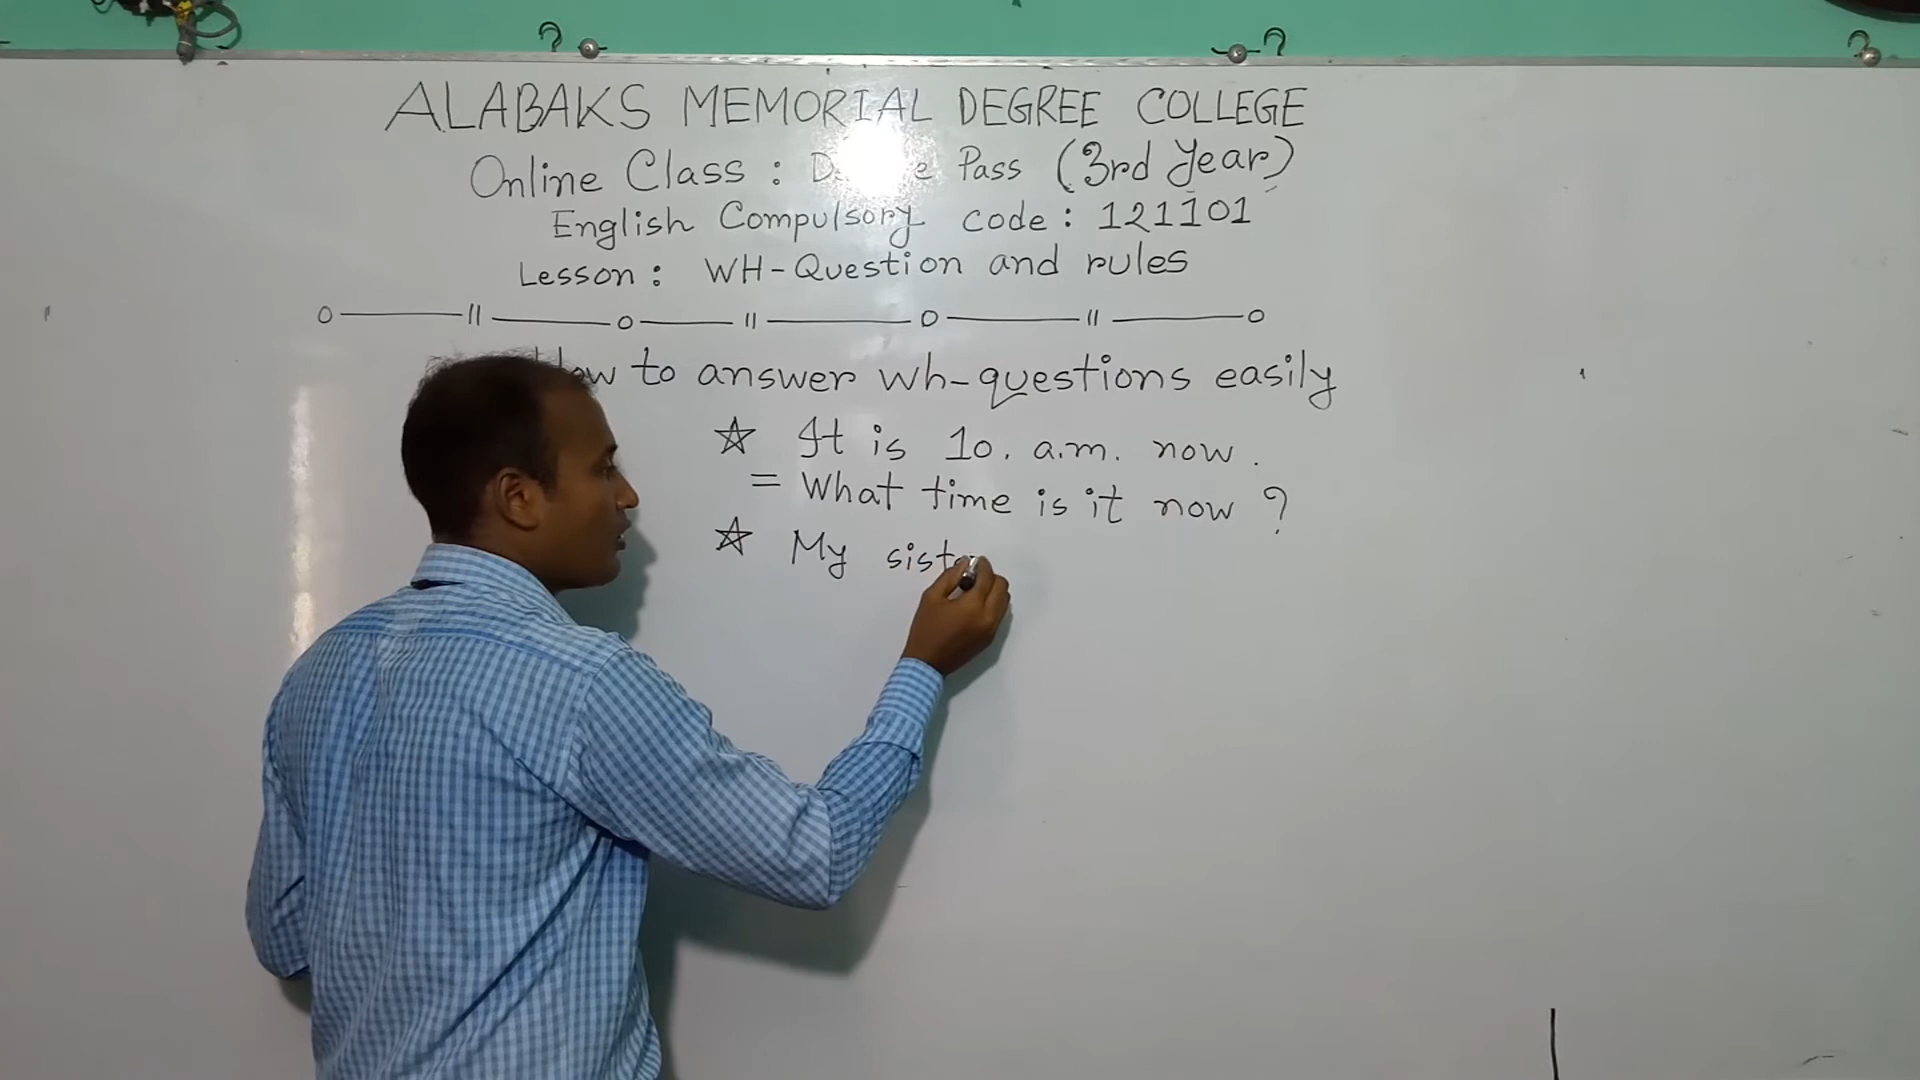 ALABAKS MEMORIAL DEGREE COLLEGE
Online Class : Pass (3rd Year)
English Compulsory code : 121101
Lesson : WH-Question and rules
to answer wh-questions easily
☆ It is 10. a.m. now.
= What time is it now ?
☆ My